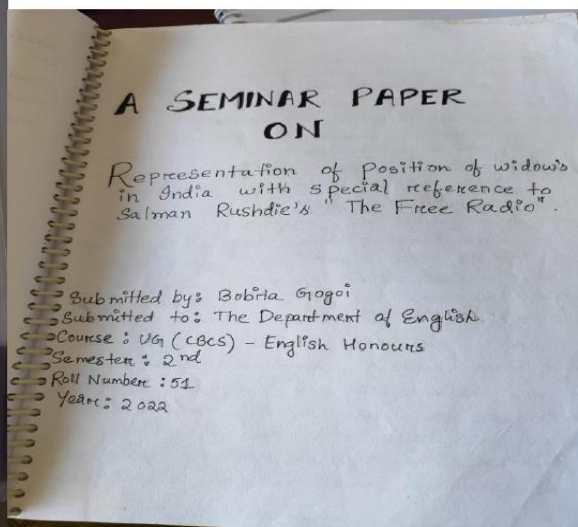 A SEMINAR PAPER
ON
Representation of Position of widow's
in India with special reference to
Salman Rushdie's "The Free Radio".
Submitted by: Bobita Gogoi
Submitted to: The Department of English
Course: UG (CBCS) - English Honours
Semester: 2nd
Roll Number: 51
Year: 2022